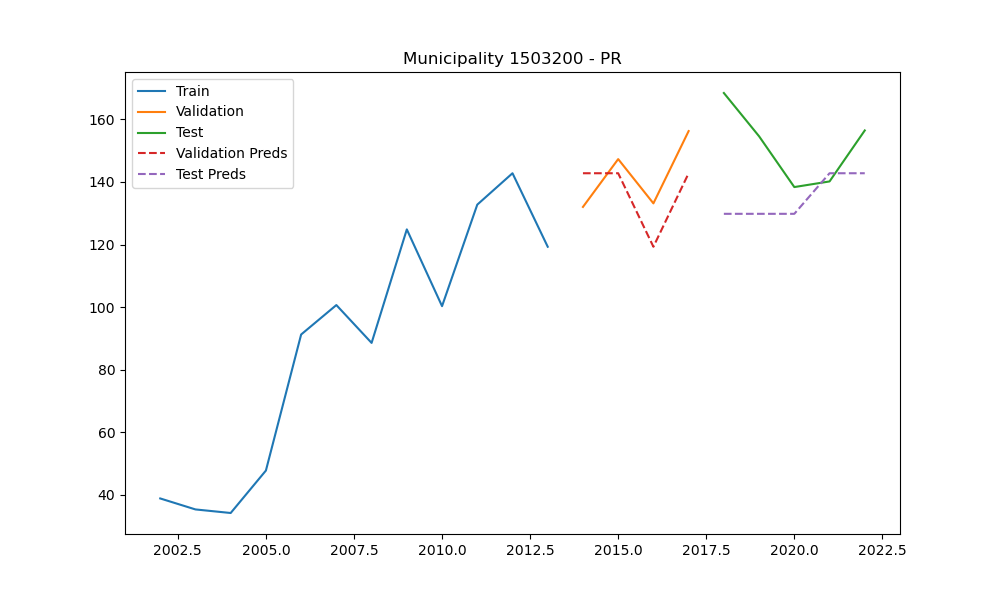 Municipality 1503200 - PR
Train
Validation
Test
Validation Preds
Test Preds
160
140
120
100
80
60
40
2002.5 2005.0 2007.5 2010.0 2012.5 2015.0 2017.5 2020.0 2022.5